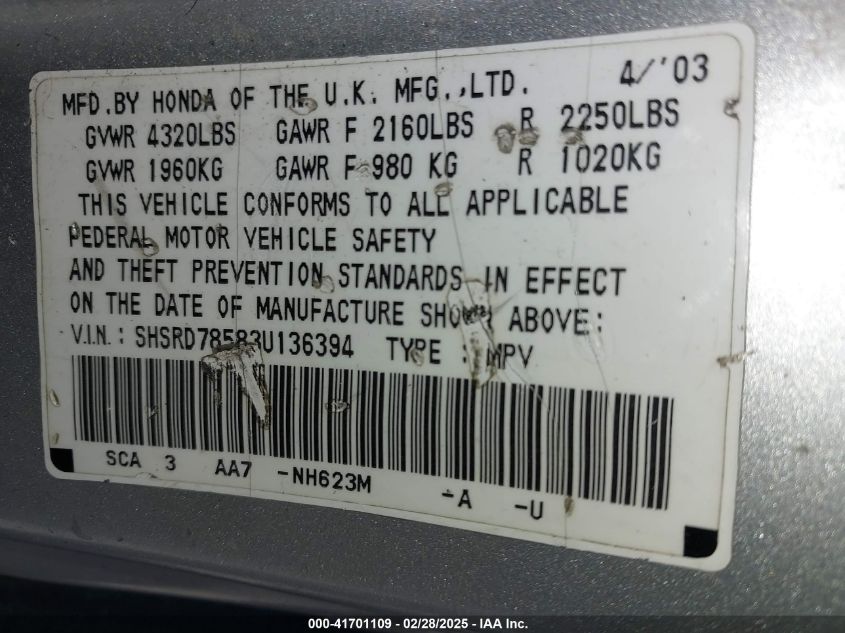 MFD.BY HONDA OF THE U.K. MFG.,LTD. 4/'03
GVWR 4320LBS GAWR F 2160LBS R 2250LBS
GVWR 1960KG GAWR F 980 KG R 1020KG
THIS VEHICLE CONFORMS TO ALL APPLICABLE
FEDERAL MOTOR VEHICLE SAFETY
AND THEFT PREVENTION STANDARDS IN EFFECT
ON THE DATE OF MANUFACTURE SHOWN ABOVE:
V.I.N.: SHSRD78583U136394 TYPE : MPV
SCA 3 AA7 -NH623M -A -U
000-41701109 - 02/28/2025 - IAA Inc.